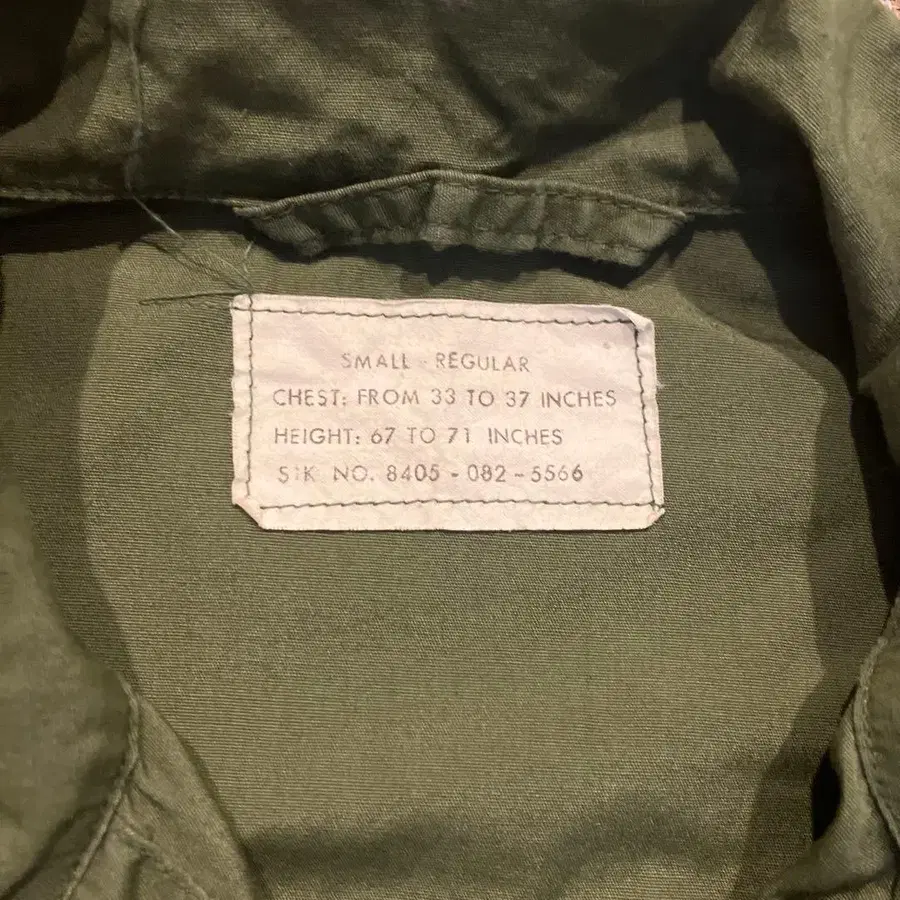 SMALL - REGULAR
CHEST: FROM 33 TO 37 INCHES
HEIGHT: 67 TO 71 INCHES
STK NO. 8405 - 082 - 5566